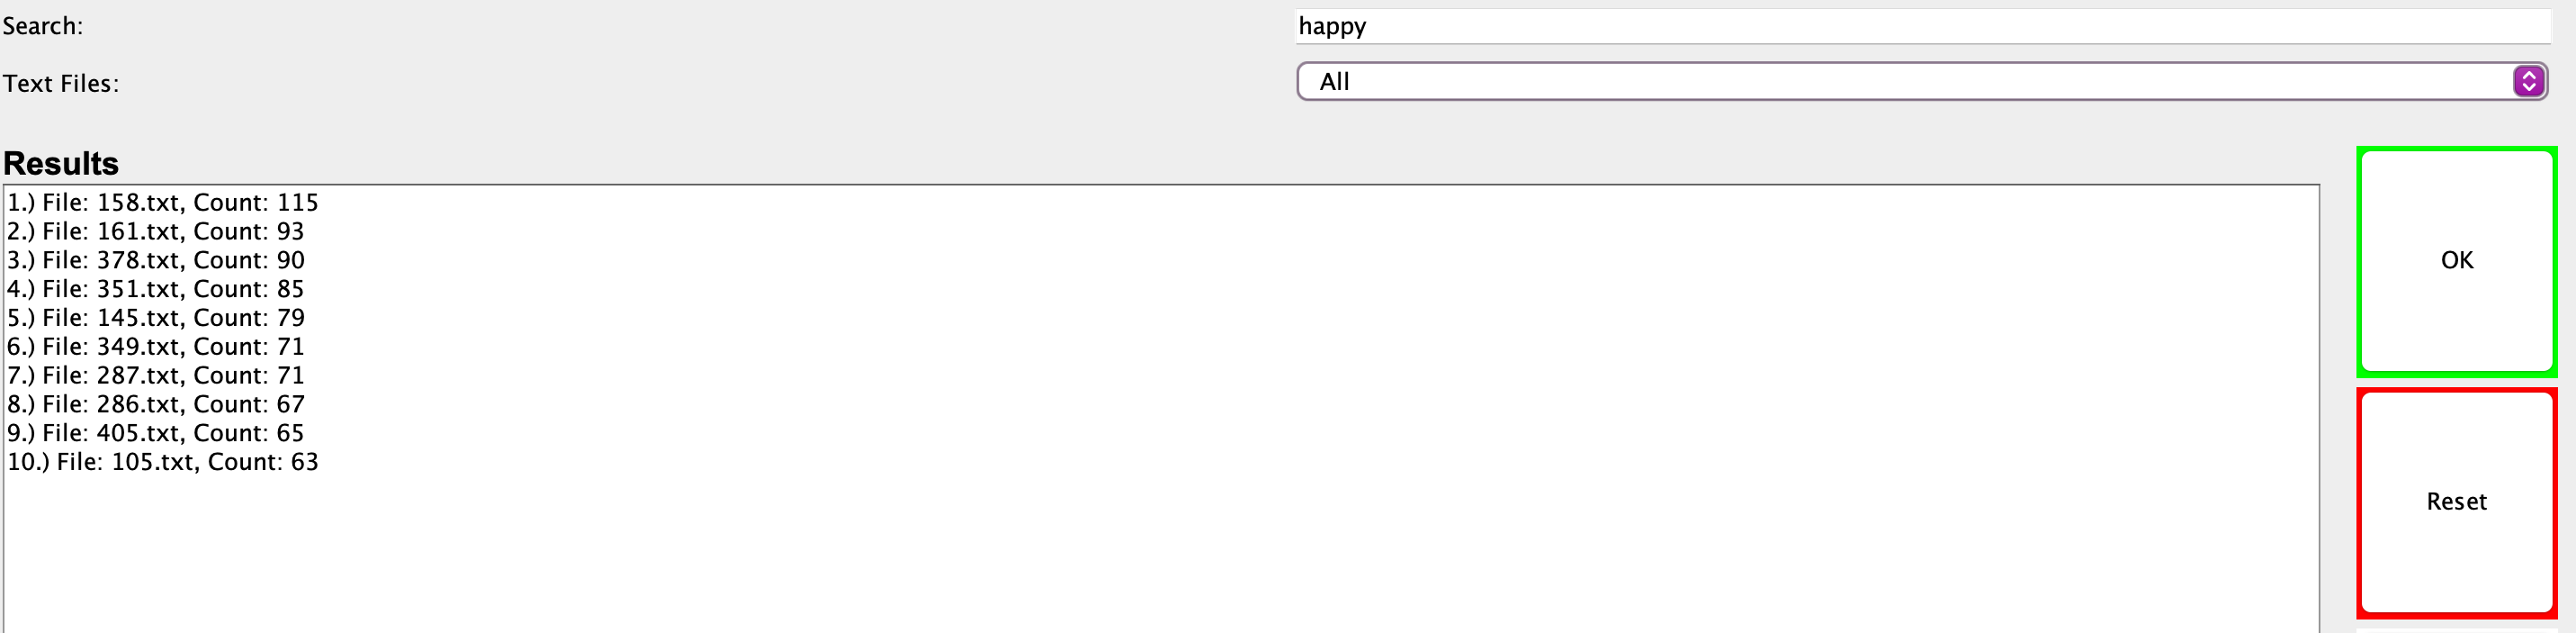 Search:
happy
Text Files:
All
Results
1.) File: 158.txt, Count: 115
2.) File: 161.txt, Count: 93
3.) File: 378.txt, Count: 90
4.) File: 351.txt, Count: 85
5.) File: 145.txt, Count: 79
6.) File: 349.txt, Count: 71
7.) File: 287.txt, Count: 71
8.) File: 286.txt, Count: 67
9.) File: 405.txt, Count: 65
10.) File: 105.txt, Count: 63
OK
Reset